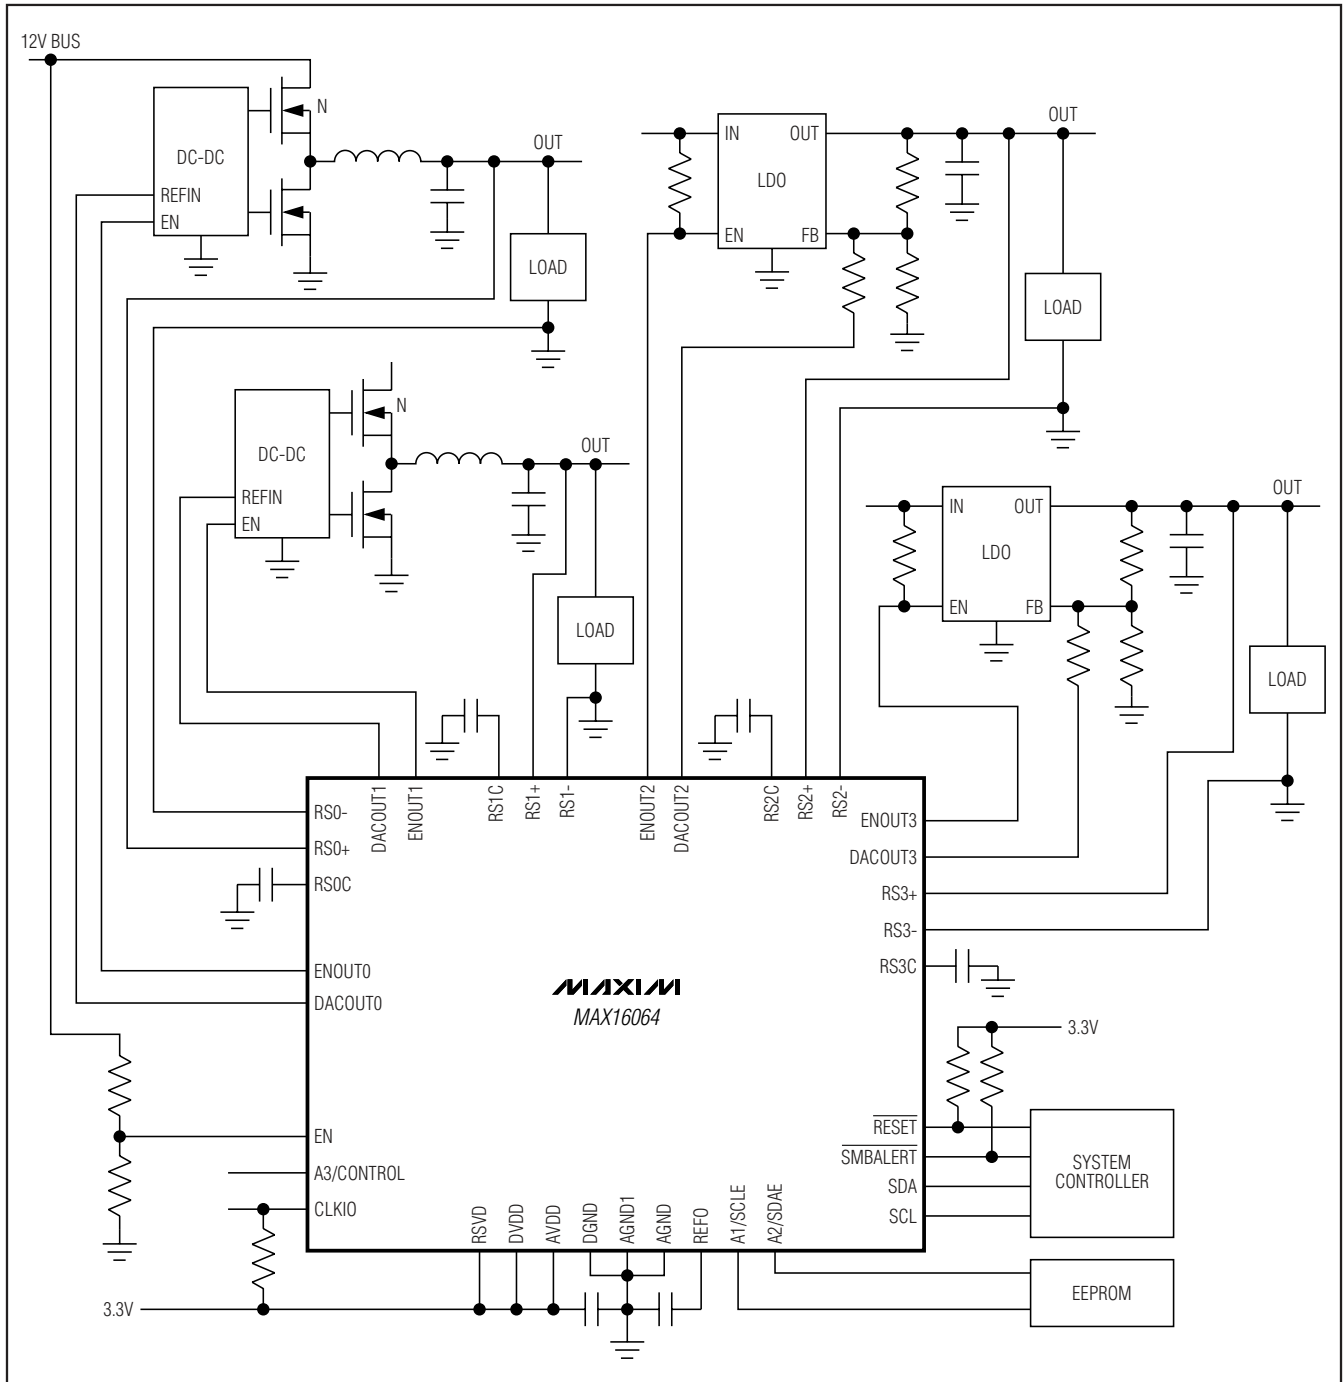 12V BUS
N
DC-DC
REFIN
EN
OUT
LOAD
IN
OUT
LDO
EN
FB
OUT
LOAD
N
DC-DC
REFIN
EN
OUT
LOAD
IN
OUT
LDO
EN
FB
OUT
LOAD
DACOUT1
ENOUT1
RS1C
RS1+
RS1-
ENOUT2
DACOUT2
RS2C
RS2+
RS2-
RS0-
RS0+
RS0C
ENOUT0
DACOUT0
EN
A3/CONTROL
CLKIO
ENOUT3
DACOUT3
RS3+
RS3-
RS3C
MAXIM
MAX16064
3.3V
RESET
SMBALERT
SDA
SCL
SYSTEM
CONTROLLER
RSVD
DVDD
AVDD
DGND
AGND1
AGND
REFO
A1/SCLE
A2/SDAE
EEPROM
3.3V